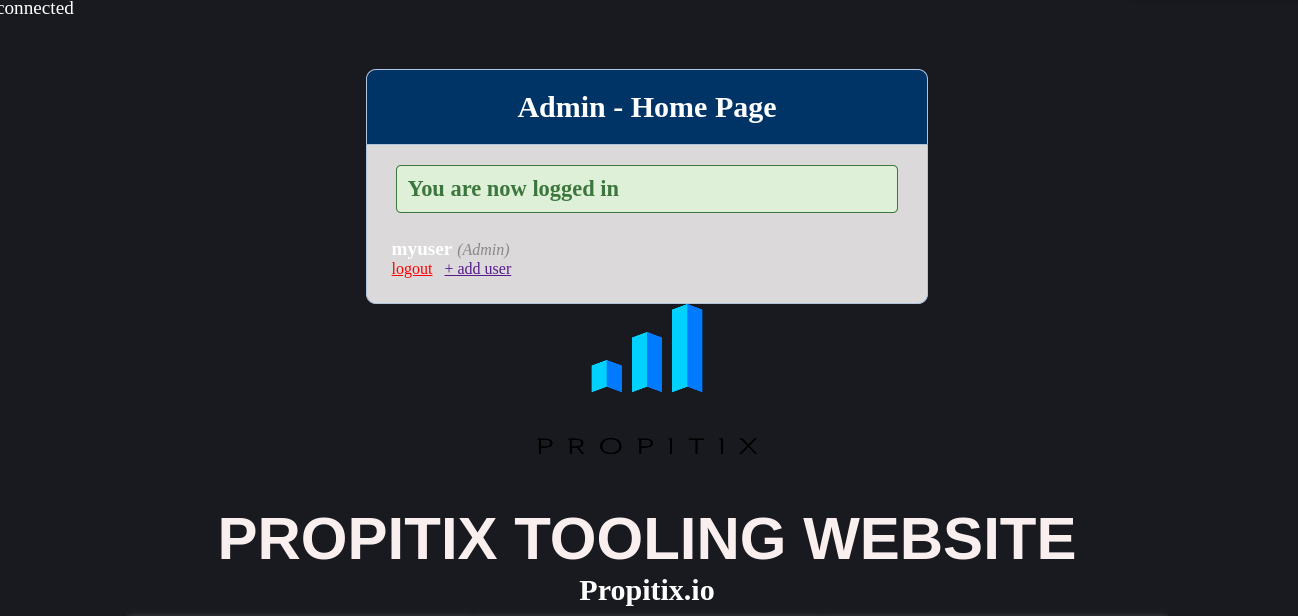 connected
Admin - Home Page
You are now logged in
myuser (Admin)
logout + add user
PROPITIX
PROPITIX TOOLING WEBSITE
Propitix.io